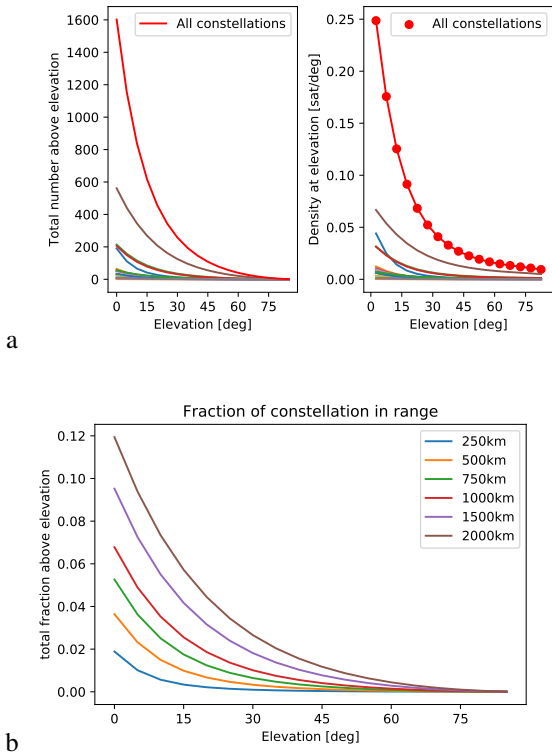 All constellations
Total number above elevation
1600
1400
1200
1000
800
600
400
200
0
0 15 30 45 60 75
Elevation [deg]
All constellations
Density at elevation [sat/deg]
0.25
0.20
0.15
0.10
0.05
0.00
0 15 30 45 60 75
Elevation [deg]
a
Fraction of constellation in range
total fraction above elevation
0.12
0.10
0.08
0.06
0.04
0.02
0.00
250km
500km
750km
1000km
1500km
2000km
0 15 30 45 60 75
Elevation [deg]
b